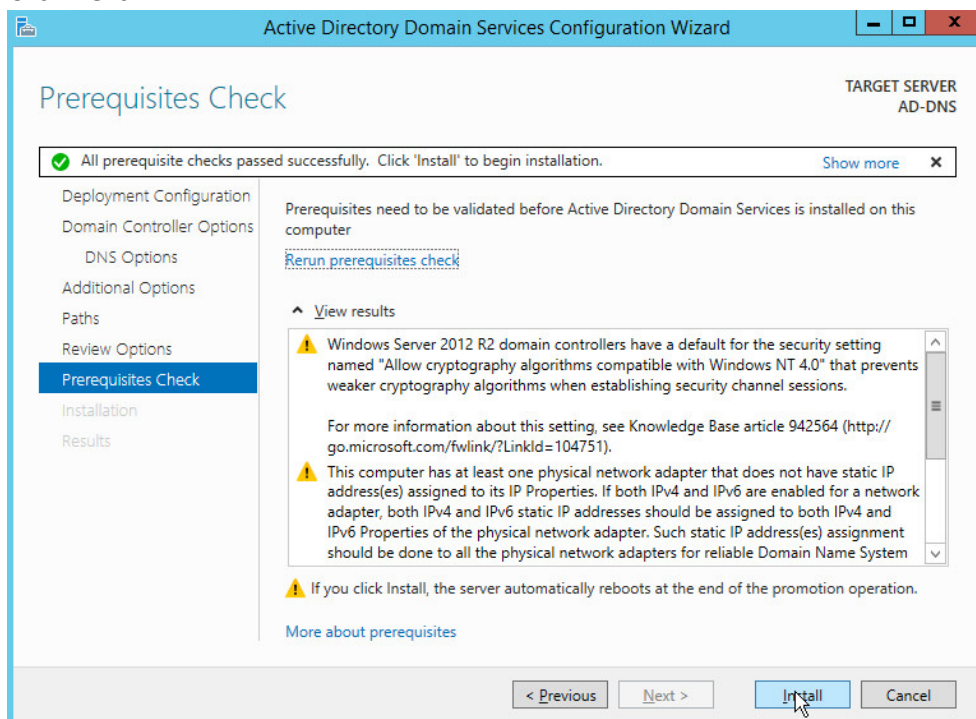 Active Directory Domain Services Configuration Wizard
Prerequisites Check
TARGET SERVER
AD-DNS
All prerequisite checks passed successfully. Click 'Install' to begin installation.
Show more
Deployment Configuration
Domain Controller Options
DNS Options
Additional Options
Paths
Review Options
Prerequisites Check
Installation
Results
Prerequisites need to be validated before Active Directory Domain Services is installed on this
computer
Rerun prerequisites check
View results
Windows Server 2012 R2 domain controllers have a default for the security setting
named "Allow cryptography algorithms compatible with Windows NT 4.0" that prevents
weaker cryptography algorithms when establishing security channel sessions.
For more information about this setting, see Knowledge Base article 942564 (http://
go.microsoft.com/fwlink/?LinkId=104751).
This computer has at least one physical network adapter that does not have static IP
address(es) assigned to its IP Properties. If both IPv4 and IPv6 are enabled for a network
adapter, both IPv4 and IPv6 static IP addresses should be assigned to both IPv4 and
IPv6 Properties of the physical network adapter. Such static IP address(es) assignment
should be done to all the physical network adapters for reliable Domain Name System
If you click Install, the server automatically reboots at the end of the promotion operation.
More about prerequisites
< Previous
Next >
Install
Cancel